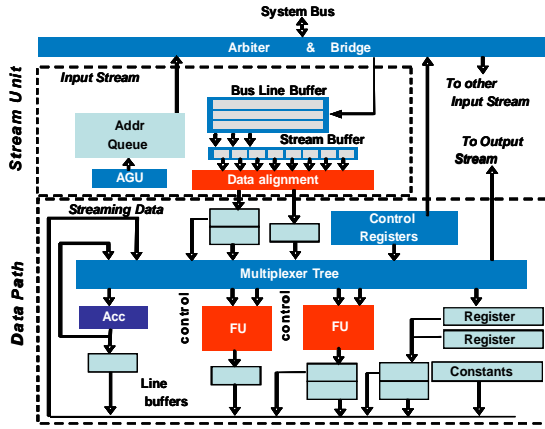 System Bus
Arbiter & Bridge
Stream Unit
Input Stream
Bus Line Buffer
To other
Input Stream
Addr
Queue
Stream Buffer
To Output
Stream
AGU
Data alignment
Data Path
Streaming Data
Control
Registers
Multiplexer Tree
Acc
control
FU
control
FU
Register
Register
Line
buffers
Constants